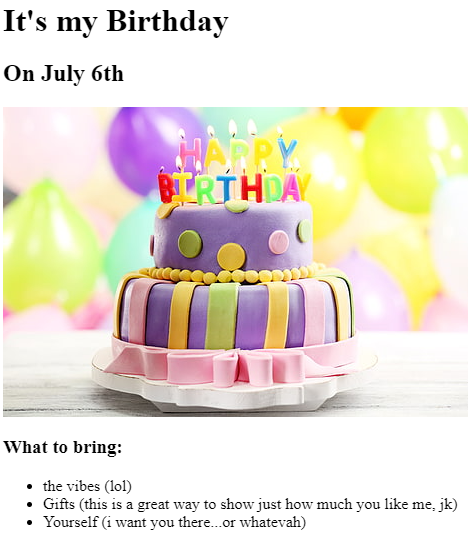 It's my Birthday
On July 6th
HAPPY
BIRTHDAY
What to bring:
the vibes (lol)
Gifts (this is a great way to show just how much you like me, jk)
Yourself (i want you there...or whatevah)